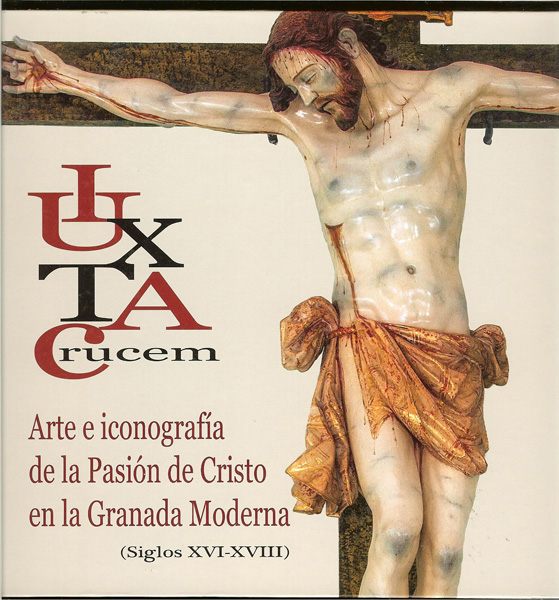 IUXTA
Crucem
Arte e iconografía
de la Pasión de Cristo
en la Granada Moderna
(Siglos XVI-XVIII)